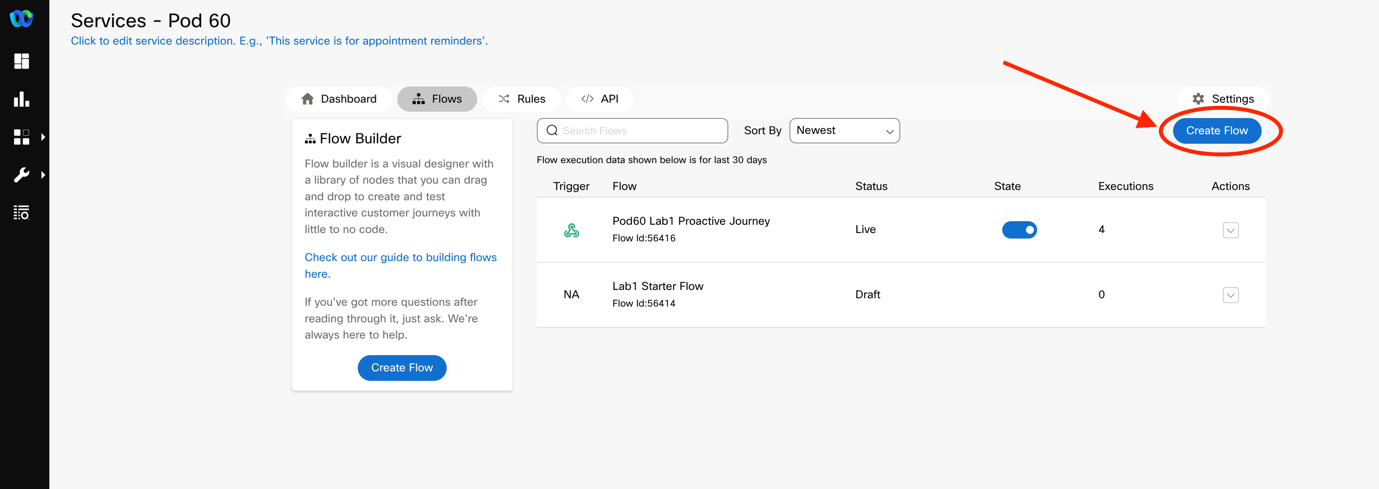 Services - Pod 60
Click to edit service description. E.g., 'This service is for appointment reminders'.
Dashboard
Flows
Rules
API
Settings
Flow Builder
Flow builder is a visual designer with
a library of nodes that you can drag
and drop to create and test
interactive customer journeys with
little to no code.
Check out our guide to building flows
here.
If you've got more questions after
reading through it, just ask. We're
always here to help.
Create Flow
Search Flows
Sort By
Newest
Create Flow
Flow execution data shown below is for last 30 days
Trigger Flow Status State Executions Actions
Pod60 Lab1 Proactive Journey
Flow Id:56416
Live
4
NA
Lab1 Starter Flow
Flow Id:56414
Draft
0